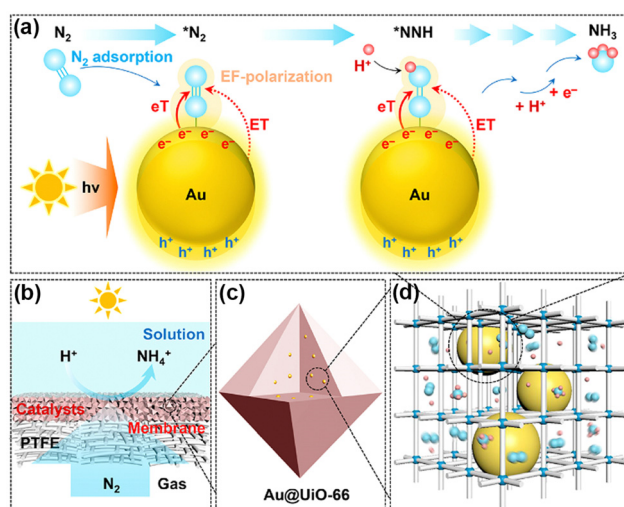 (a)
N₂
*N₂
*NNH
NH₃
N₂ adsorption
EF-polarization
H⁺
eT
ET
eT
ET
+ H⁺
+ e⁻
e⁻ e⁻ e⁻ e⁻
e⁻ e⁻ e⁻ e⁻
hν
Au
Au
h⁺ h⁺ h⁺ h⁺
h⁺ h⁺ h⁺ h⁺
(b)
Solution
H⁺
NH₄⁺
Catalysts
Membrane
PTFE
N₂
Gas
(c)
Au@UiO-66
(d)